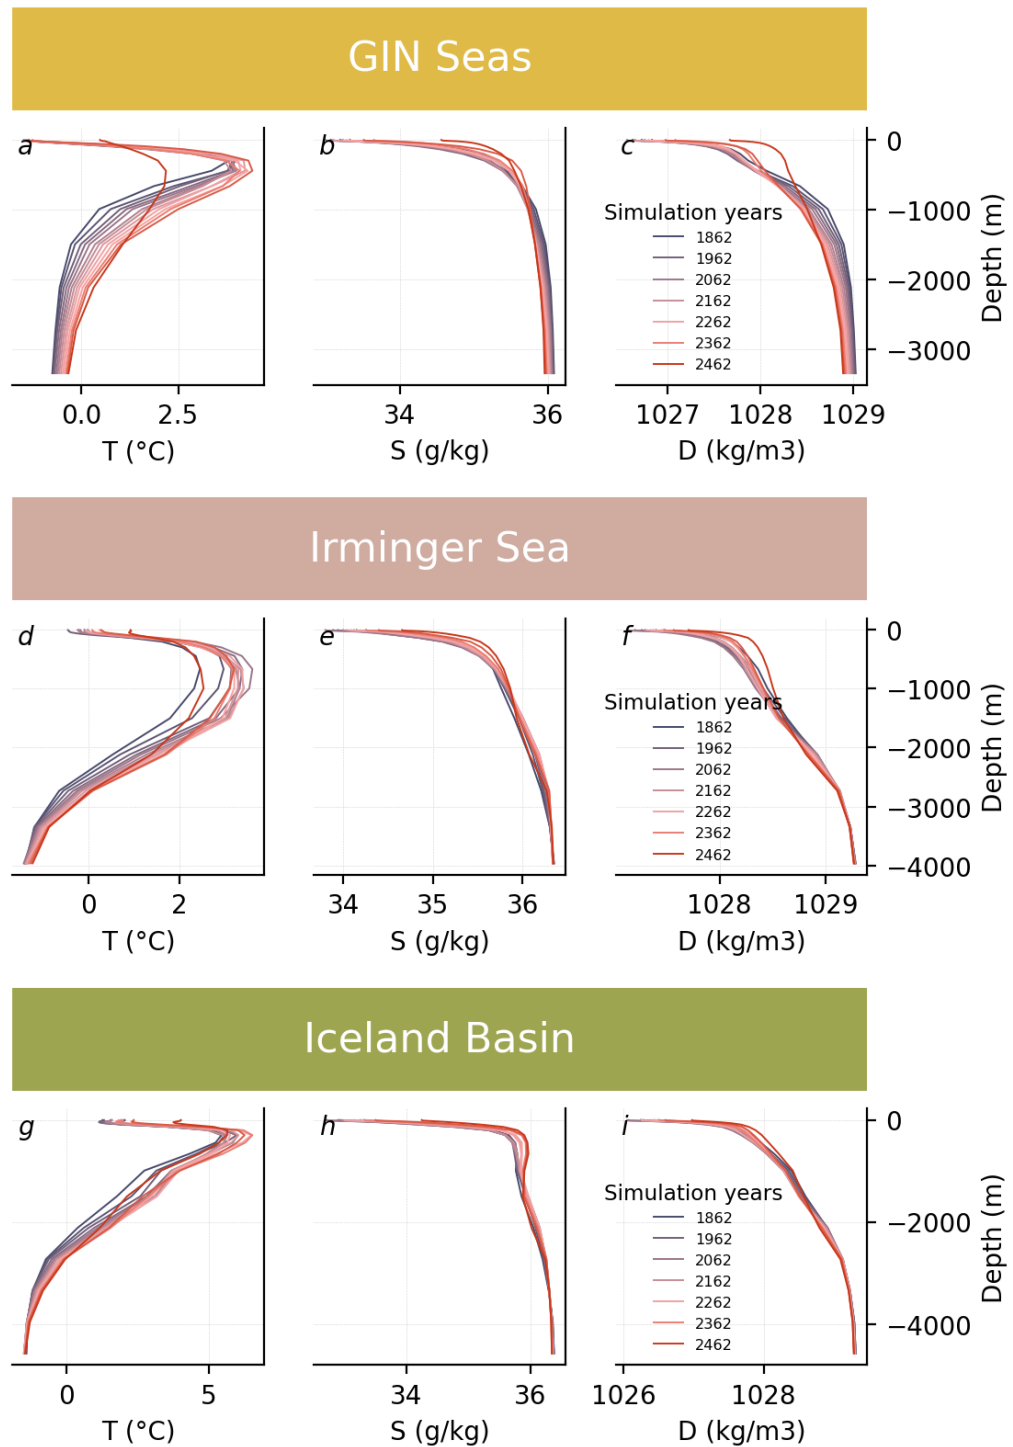 GIN Seas
a
b
c
0
−1000
−2000
−3000
Depth (m)
Simulation years
1862
1962
2062
2162
2262
2362
2462
0.0 2.5
34 36
1027 1028 1029
T (°C)
S (g/kg)
D (kg/m3)
Irminger Sea
d
e
f
0
−1000
−2000
−3000
−4000
Depth (m)
Simulation years
1862
1962
2062
2162
2262
2362
2462
0 2
34 35 36
1028 1029
T (°C)
S (g/kg)
D (kg/m3)
Iceland Basin
g
h
i
0
−2000
−4000
Depth (m)
Simulation years
1862
1962
2062
2162
2262
2362
2462
0 5
34 36
1026 1028
T (°C)
S (g/kg)
D (kg/m3)